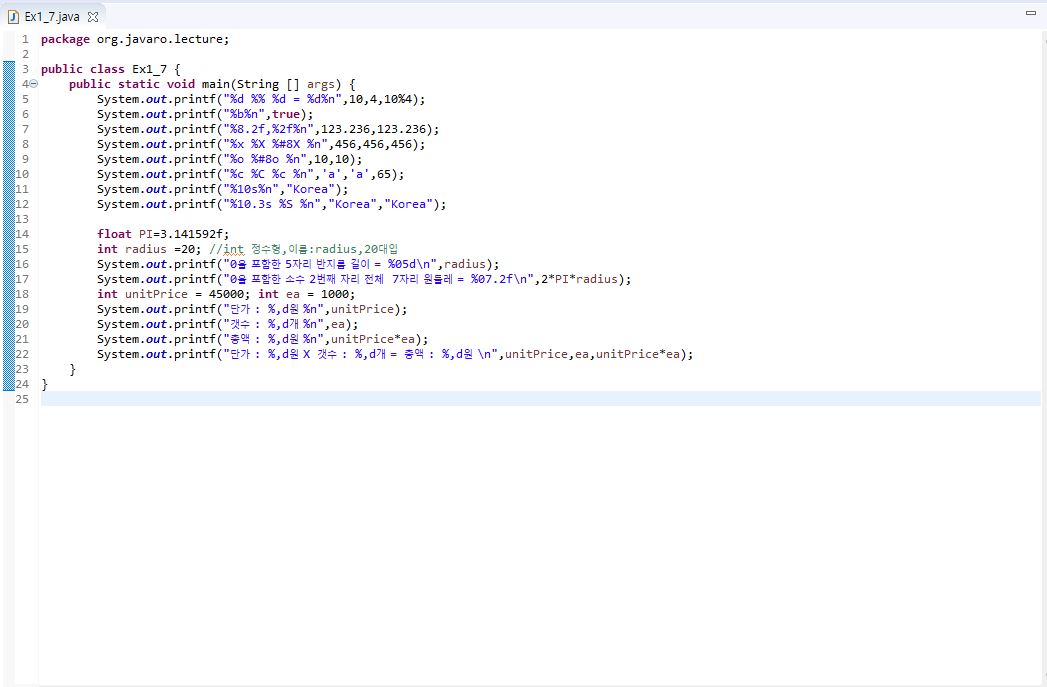 Ex1_7.java
1 package org.javaro.lecture;
2
3 public class Ex1_7 {
4 public static void main(String [] args) {
5 System.out.printf("%d %% %d = %d%n",10,4,10%4);
6 System.out.printf("%b%n",true);
7 System.out.printf("%8.2f,%2f%n",123.236,123.236);
8 System.out.printf("%x %X %#8X %n",456,456,456);
9 System.out.printf("%o %#8o %n",10,10);
10 System.out.printf("%c %C %c %n",'a','a',65);
11 System.out.printf("%10s%n","Korea");
12 System.out.printf("%10.3s %S %n","Korea","Korea");
13
14 float PI=3.141592f;
15 int radius =20; //int 정수형,이름:radius,20대입
16 System.out.printf("0을 포함한 5자리 반지름 길이 = %05d\n",radius);
17 System.out.printf("0을 포함한 소수 2번째 자리 전체 7자리 원둘레 = %07.2f\n",2*PI*radius);
18 int unitPrice = 45000; int ea = 1000;
19 System.out.printf("단가 : %,d원 %n",unitPrice);
20 System.out.printf("갯수 : %,d개 %n",ea);
21 System.out.printf("총액 : %,d원 %n",unitPrice*ea);
22 System.out.printf("단가 : %,d원 X 갯수 : %,d개 = 총액 : %,d원 \n",unitPrice,ea,unitPrice*ea);
23 }
24 }
25